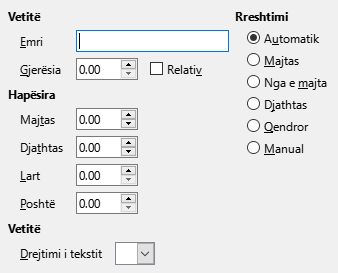 Vetitë
Emri
Gjerësia 0.00 Relativ
Hapësira
Majtas 0.00
Djathtas 0.00
Lart 0.00
Poshtë 0.00
Vetitë
Drejtimi i tekstit
Rreshtimi
Automatik
Majtas
Nga e majta
Djathtas
Qendror
Manual